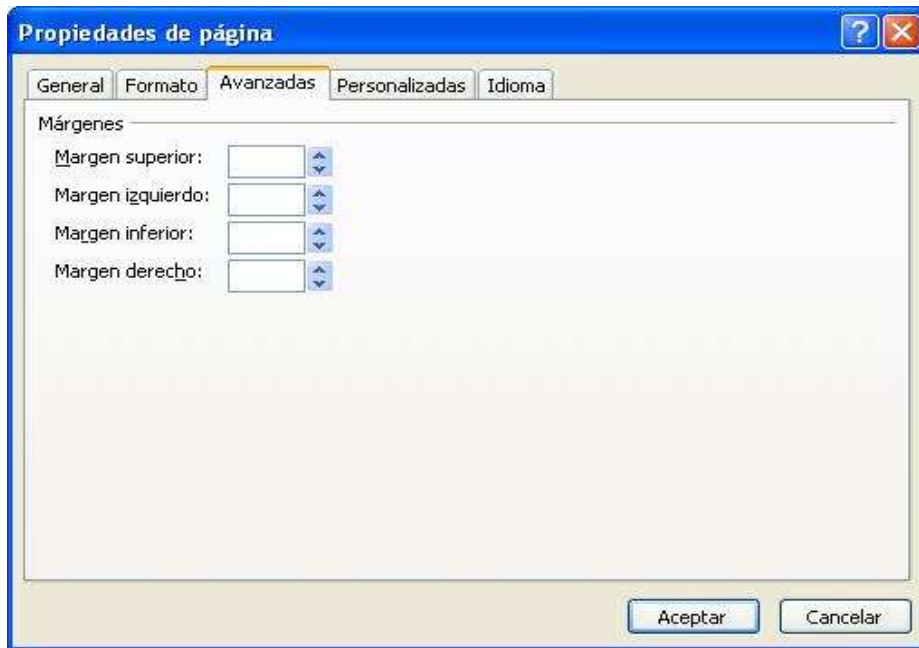 Propiedades de página
General Formato Avanzadas Personalizadas Idioma
Márgenes
Margen superior:
Margen izquierdo:
Margen inferior:
Margen derecho:
Aceptar Cancelar